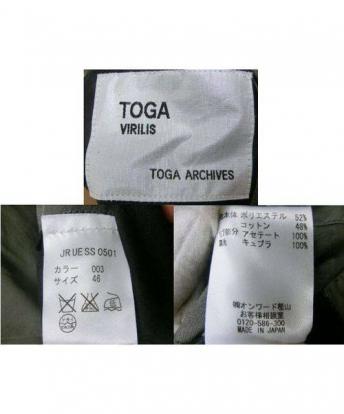 TOGA
VIRILIS
TOGA ARCHIVES
JRUESS 0501
カラー 003
サイズ 46
本体 ポリエステル 52%
コットン 48%
部分 アセテート 100%
キュプラ 100%
㈱オンワード樫山
お客様相談室
0120-586-300
MADE IN JAPAN